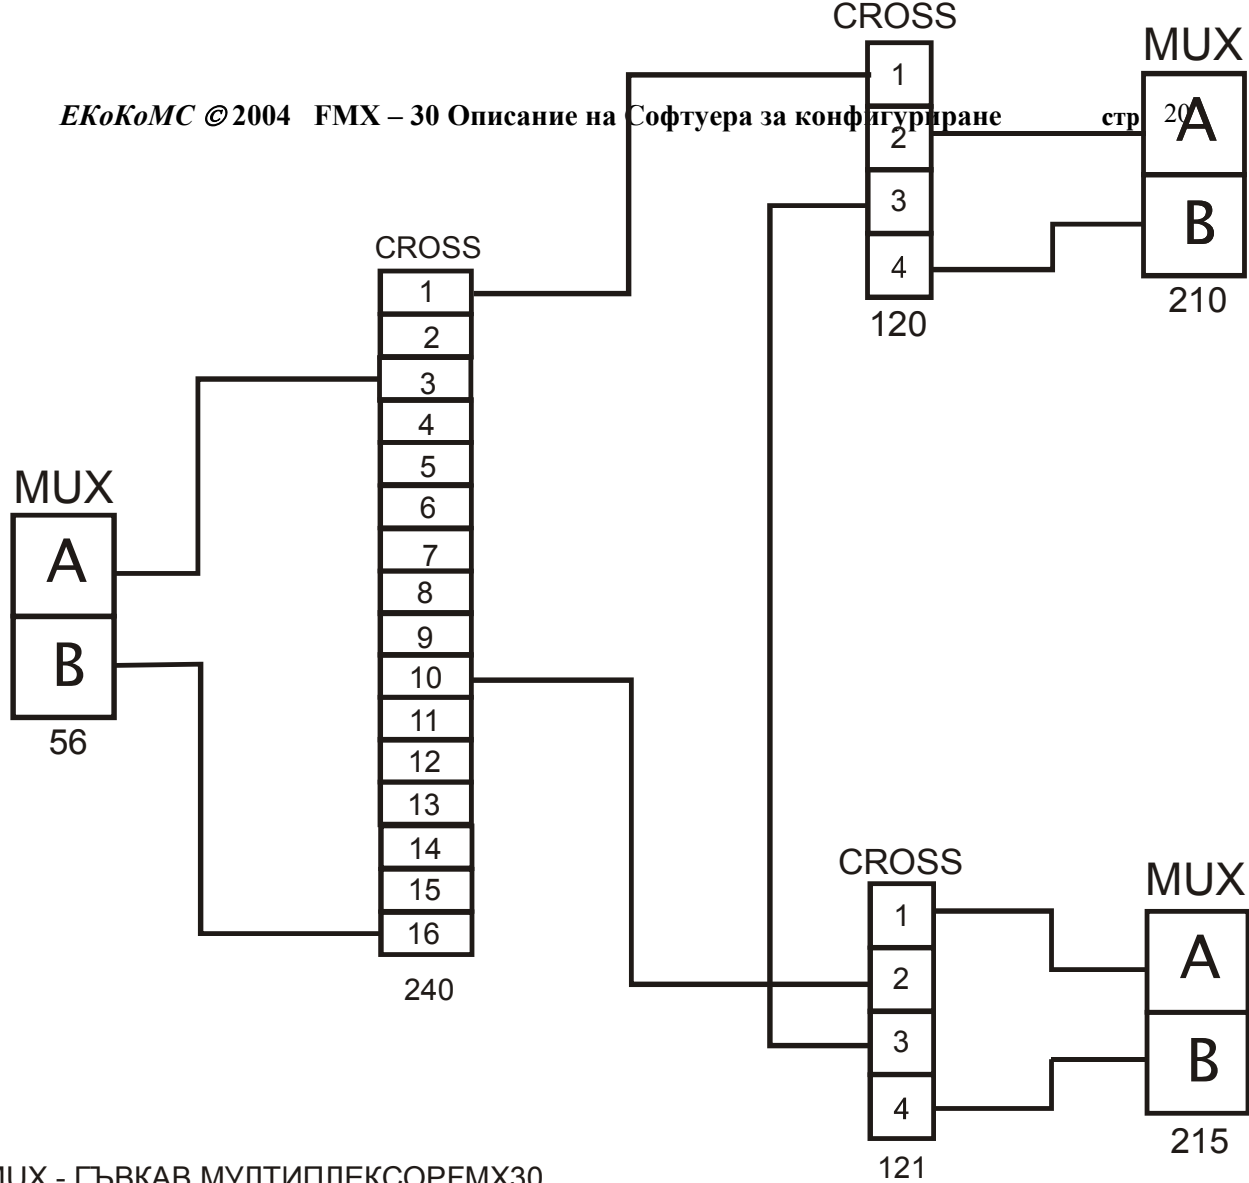 CROSS
MUX
ЕКоКоМС © 2004 FMX – 30 Описание на Софтуера за конфигуриране стр 20
1
2
3
4
120
A
B
210
CROSS
1
2
3
4
5
6
7
8
9
10
11
12
13
14
15
16
240
MUX
A
B
56
CROSS
1
2
3
4
121
MUX
A
B
215
MUX - ГЪВКАВ МУЛТИПЛЕКСОРFMX30